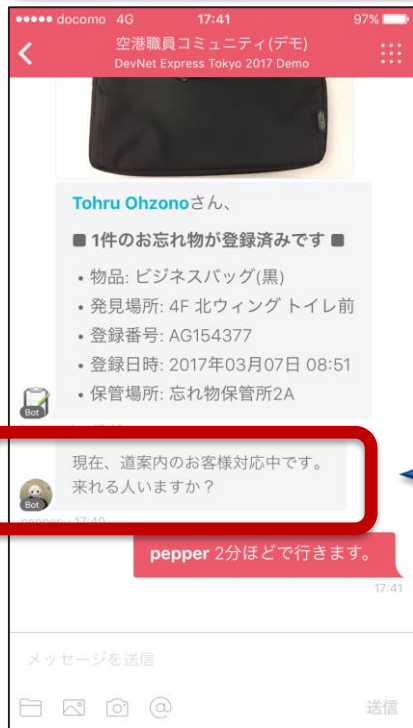 docomo 4G 17:41 97%
空港職員コミュニティ(デモ)
DevNet Express Tokyo 2017 Demo
Tohru Ohzonoさん、
■ 1件のお忘れ物が登録済みです ■
• 物品: ビジネスバッグ(黒)
• 発見場所: 4F 北ウィング トイレ前
• 登録番号: AG154377
• 登録日時: 2017年03月07日 08:51
• 保管場所: 忘れ物保管所2A
Bot
現在、道案内のお客様対応中です。
来れる人いますか？
Bot
pepper 17:40
pepper 2分ほどで行きます。
17:41
メッセージを送信
送信